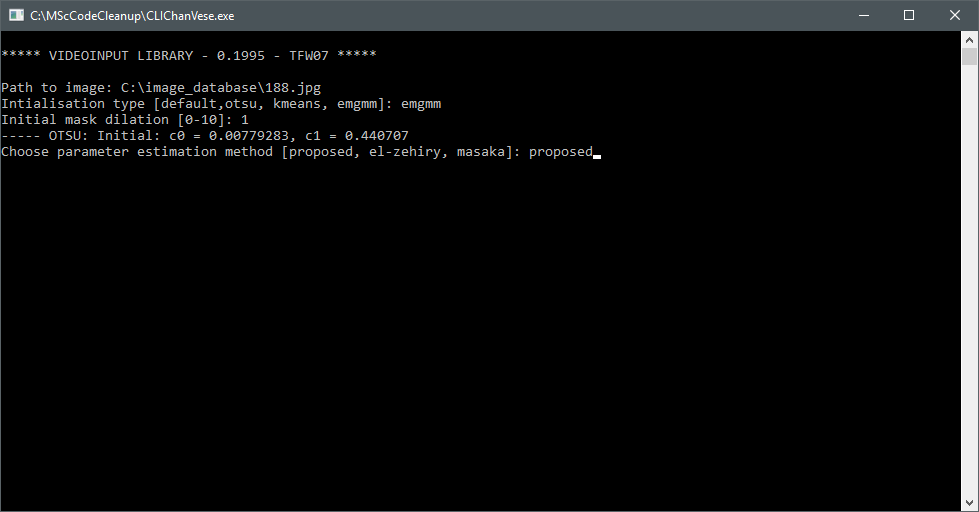 C:\MScCodeCleanup\CLIChanVese.exe
***** VIDEOINPUT LIBRARY - 0.1995 - TFW07 *****
Path to image: C:\image_database\188.jpg
Intialisation type [default,otsu, kmeans, emgmm]: emgmm
Initial mask dilation [0-10]: 1
----- OTSU: Initial: c0 = 0.00779283, c1 = 0.440707
Choose parameter estimation method [proposed, el-zehiry, masaka]: proposed